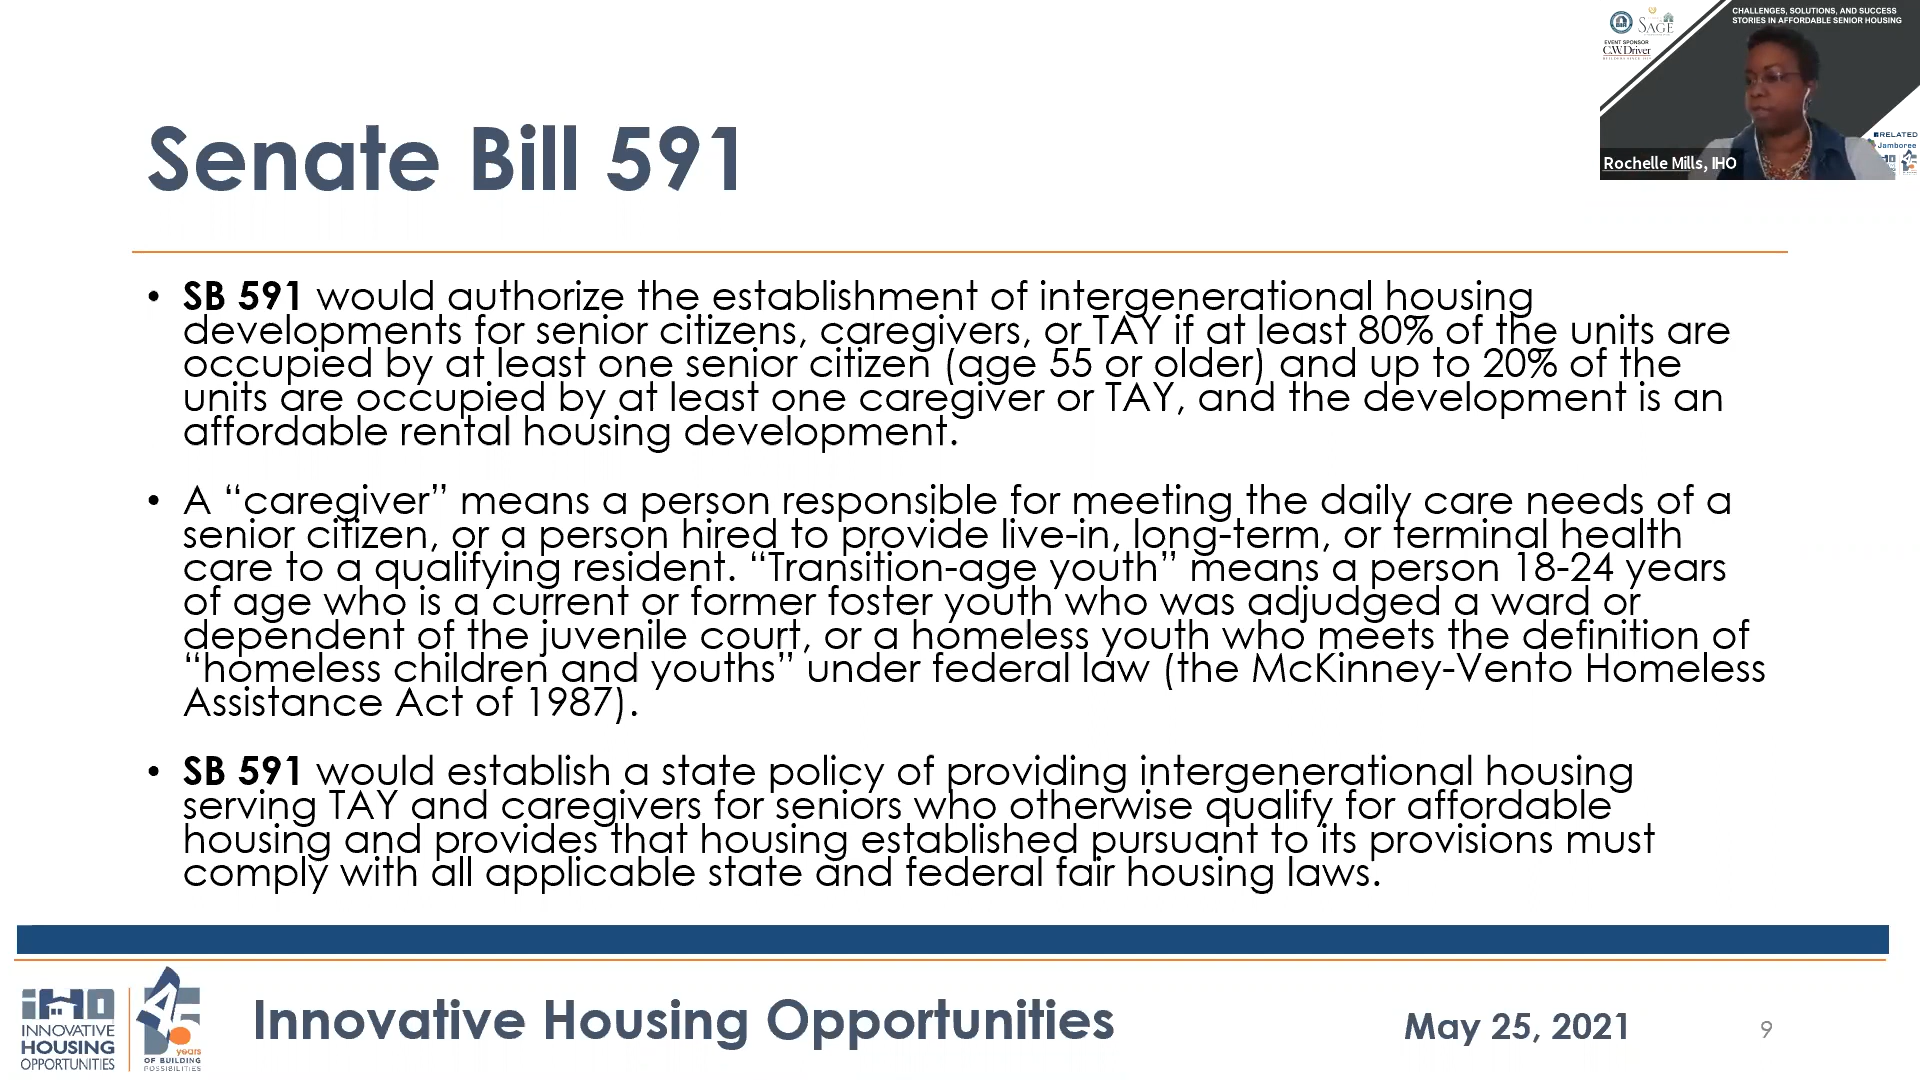 CHALLENGES, SOLUTIONS, AND SUCCESS
STORIES IN AFFORDABLE SENIOR HOUSING
SAGE
EVENT SPONSOR
C.W. Driver
RELATED
Jamboree
Rochelle Mills, IHO
Senate Bill 591
• SB 591 would authorize the establishment of intergenerational housing
developments for senior citizens, caregivers, or TAY if at least 80% of the units are
occupied by at least one senior citizen (age 55 or older) and up to 20% of the
units are occupied by at least one caregiver or TAY, and the development is an
affordable rental housing development.
• A “caregiver” means a person responsible for meeting the daily care needs of a
senior citizen, or a person hired to provide live-in, long-term, or terminal health
care to a qualifying resident. “Transition-age youth” means a person 18-24 years
of age who is a current or former foster youth who was adjudged a ward or
dependent of the juvenile court, or a homeless youth who meets the definition of
“homeless children and youths” under federal law (the McKinney-Vento Homeless
Assistance Act of 1987).
• SB 591 would establish a state policy of providing intergenerational housing
serving TAY and caregivers for seniors who otherwise qualify for affordable
housing and provides that housing established pursuant to its provisions must
comply with all applicable state and federal fair housing laws.
iHO
INNOVATIVE
HOUSING
OPPORTUNITIES
45
years
OF BUILDING
POSSIBILITIES
Innovative Housing Opportunities
May 25, 2021
9